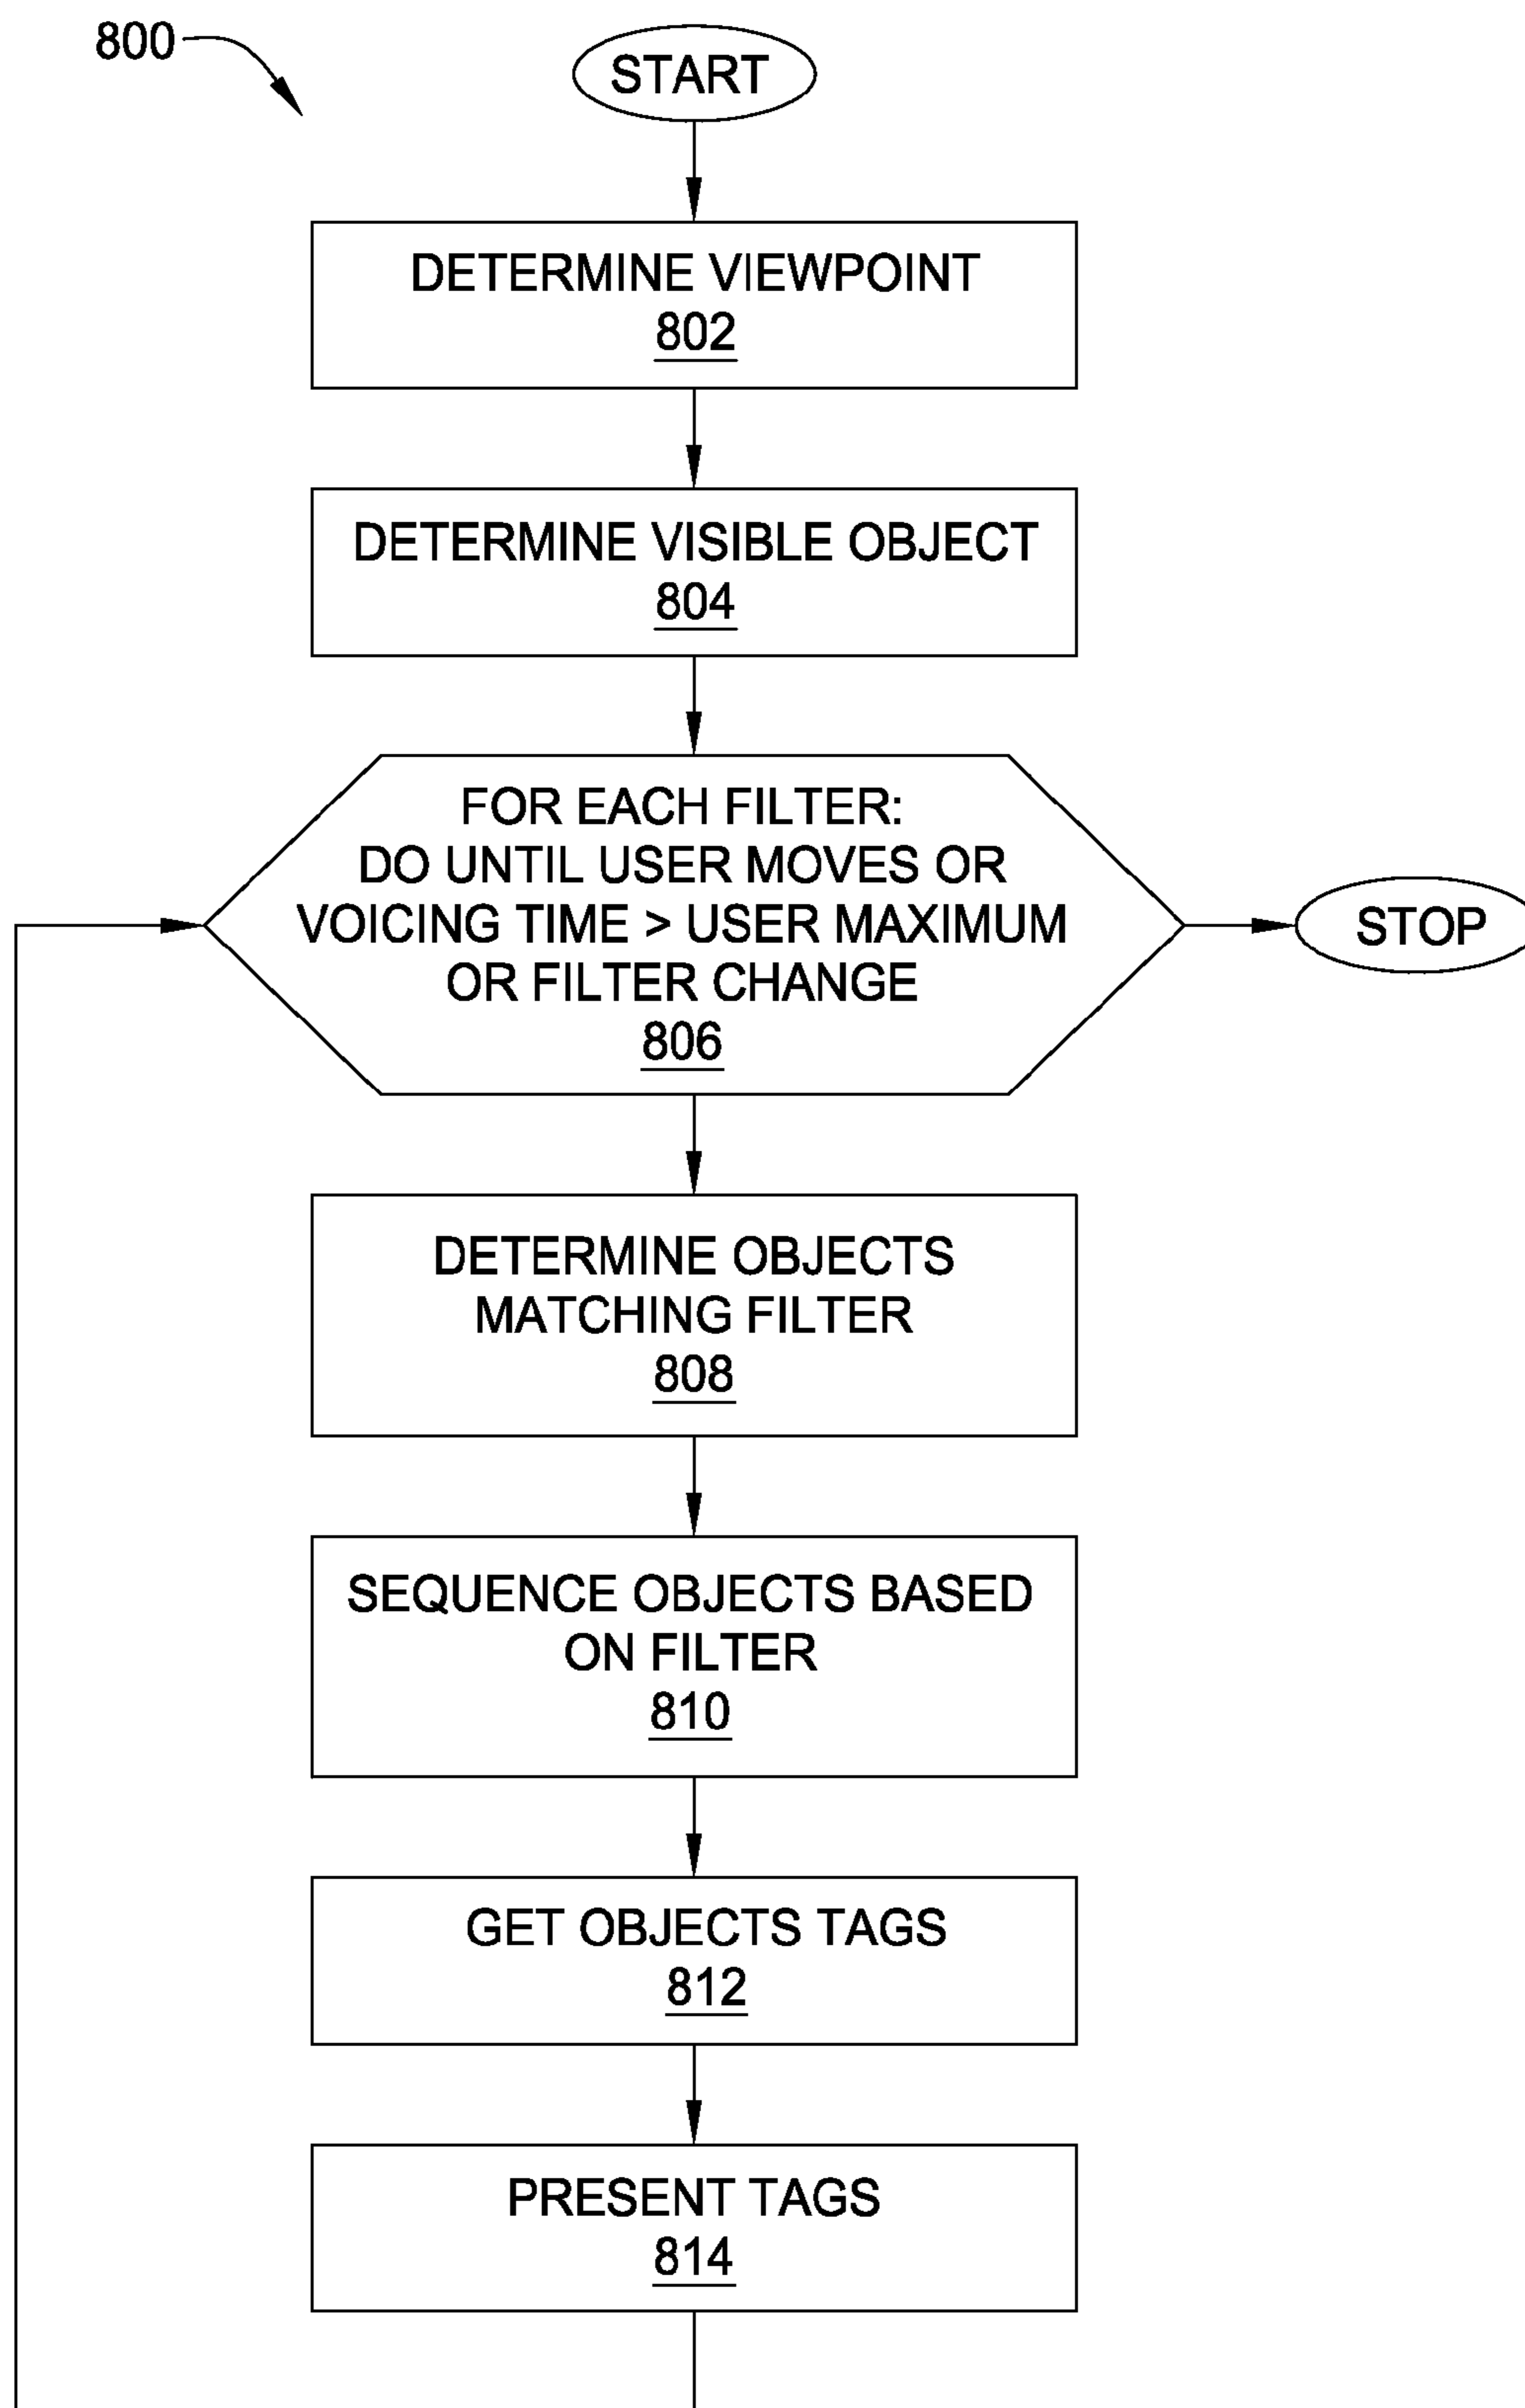 800
START
DETERMINE VIEWPOINT
802
DETERMINE VISIBLE OBJECT
804
FOR EACH FILTER:
DO UNTIL USER MOVES OR
VOICING TIME > USER MAXIMUM
OR FILTER CHANGE
806
STOP
DETERMINE OBJECTS
MATCHING FILTER
808
SEQUENCE OBJECTS BASED
ON FILTER
810
GET OBJECTS TAGS
812
PRESENT TAGS
814